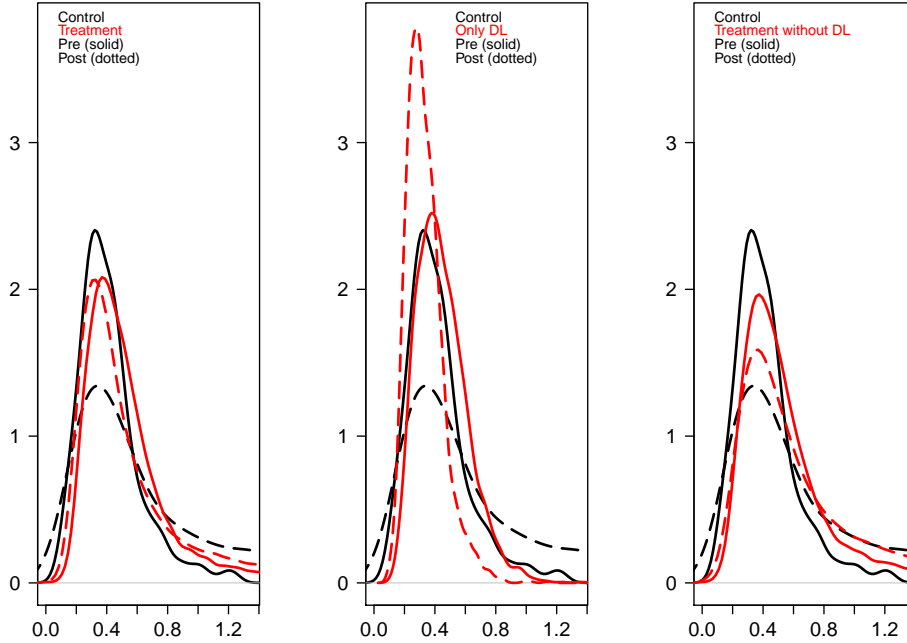 Control
Treatment
Pre (solid)
Post (dotted)
3
2
1
0
0.0 0.4 0.8 1.2
Control
Only DL
Pre (solid)
Post (dotted)
3
2
1
0
0.0 0.4 0.8 1.2
Control
Treatment without DL
Pre (solid)
Post (dotted)
3
2
1
0
0.0 0.4 0.8 1.2